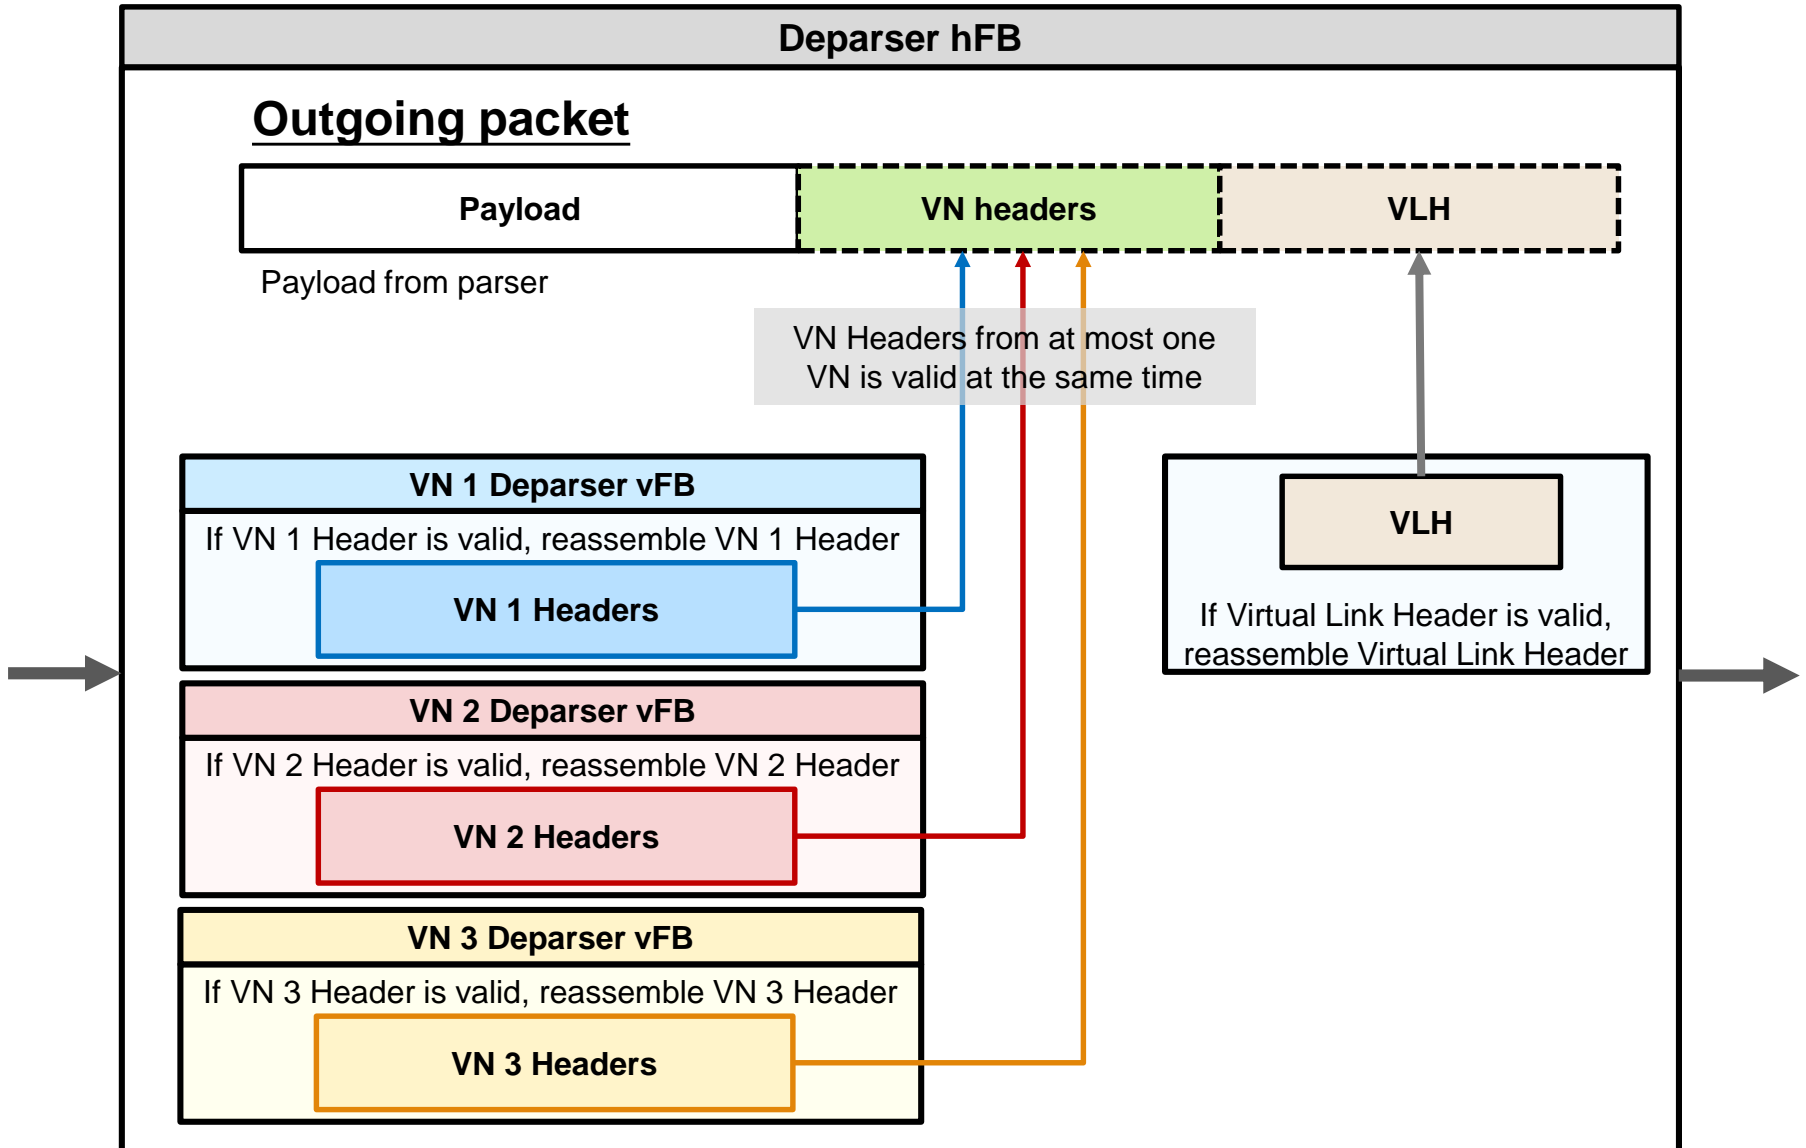 Deparser hFB
Outgoing packet
Payload
VN headers
VLH
Payload from parser
VN Headers from at most one
VN is valid at the same time
VN 1 Deparser vFB
If VN 1 Header is valid, reassemble VN 1 Header
VN 1 Headers
VLH
If Virtual Link Header is valid,
reassemble Virtual Link Header
VN 2 Deparser vFB
If VN 2 Header is valid, reassemble VN 2 Header
VN 2 Headers
VN 3 Deparser vFB
If VN 3 Header is valid, reassemble VN 3 Header
VN 3 Headers